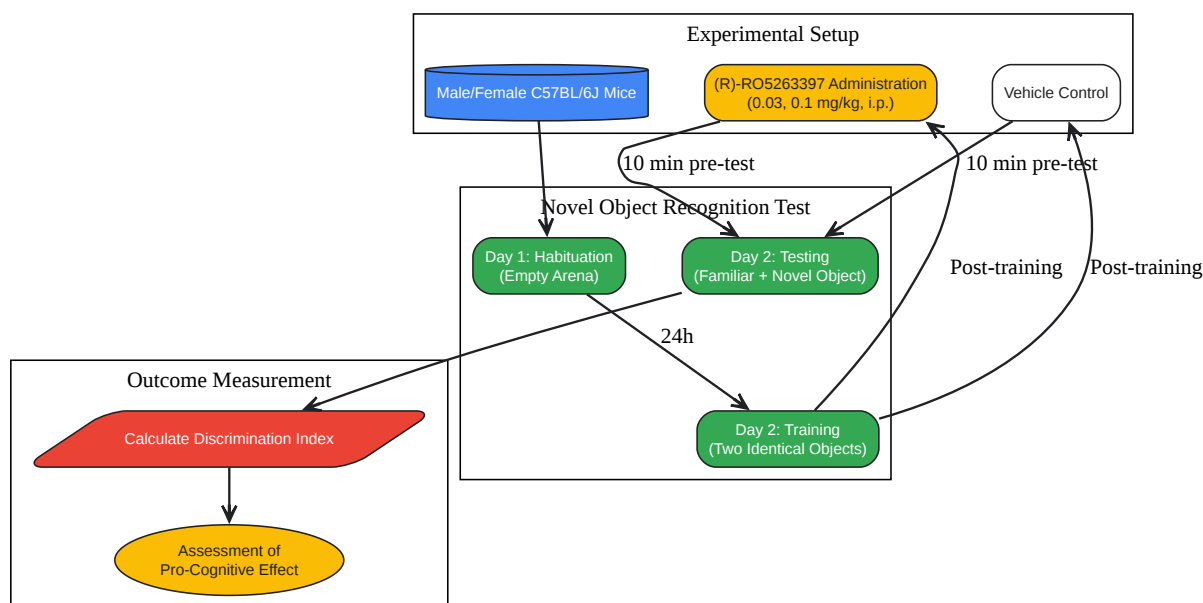 Experimental Setup
Male/Female C57BL/6J Mice
(R)-RO5263397 Administration
(0.03, 0.1 mg/kg, i.p.)
Vehicle Control
10 min pre-test
10 min pre-test
Novel Object Recognition Test
Day 1: Habituation
(Empty Arena)
Day 2: Testing
(Familiar + Novel Object)
Post-training
Post-training
24h
Outcome Measurement
Calculate Discrimination Index
Day 2: Training
(Two Identical Objects)
Assessment of
Pro-Cognitive Effect